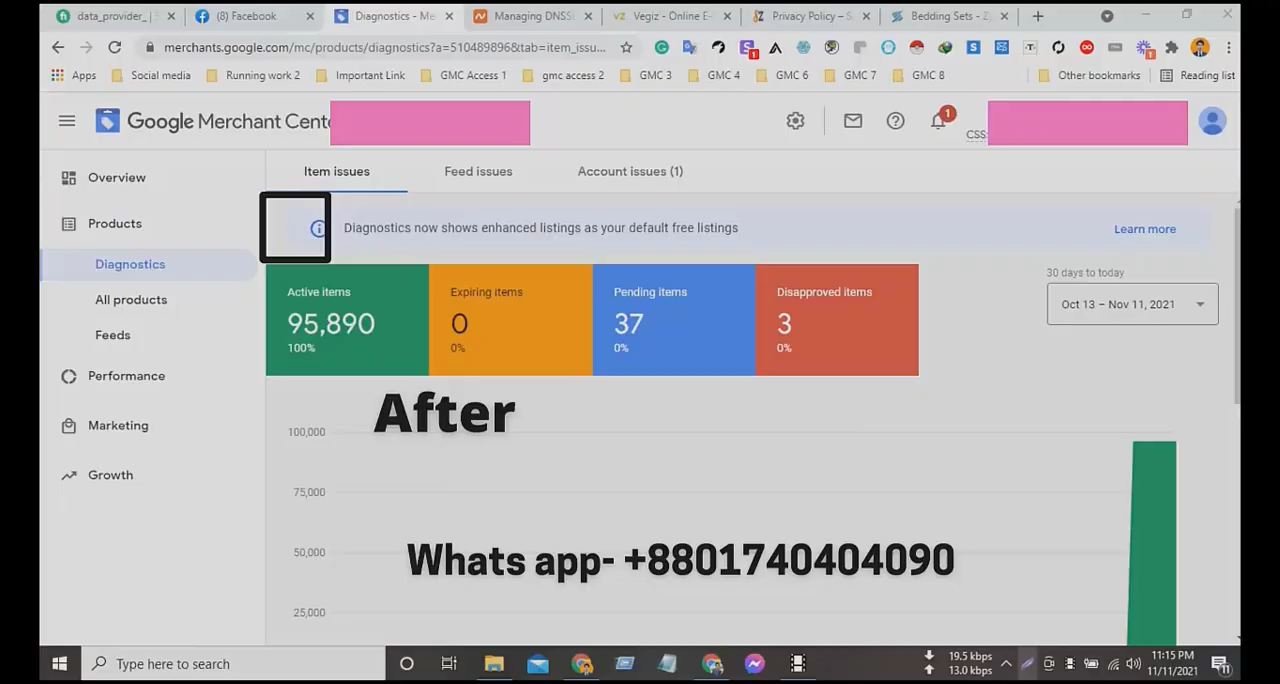 data_provider_ |
(8) Facebook
Diagnostics - Me
Managing DNSS
Vegiz - Online E-
Privacy Policy – S
Bedding Sets - Z
merchants.google.com/mc/products/diagnostics?a=510489896&tab=item_issu...
Apps
Social media
Running work 2
Important Link
GMC Access 1
gmc access 2
GMC 3
GMC 4
GMC 6
GMC 7
GMC 8
Other bookmarks
Reading list
Google Merchant Cente
1
CSS:
Overview
Products
Diagnostics
All products
Feeds
Performance
Marketing
Growth
Item issues
Feed issues
Account issues (1)
Diagnostics now shows enhanced listings as your default free listings
Learn more
Active items
95,890
100%
Expiring items
0
0%
Pending items
37
0%
Disapproved items
3
0%
30 days to today
Oct 13 – Nov 11, 2021
After
100,000
75,000
50,000
25,000
Whats app- +8801740404090
Type here to search
19.5 kbps
13.0 kbps
11:15 PM
11/11/2021
11